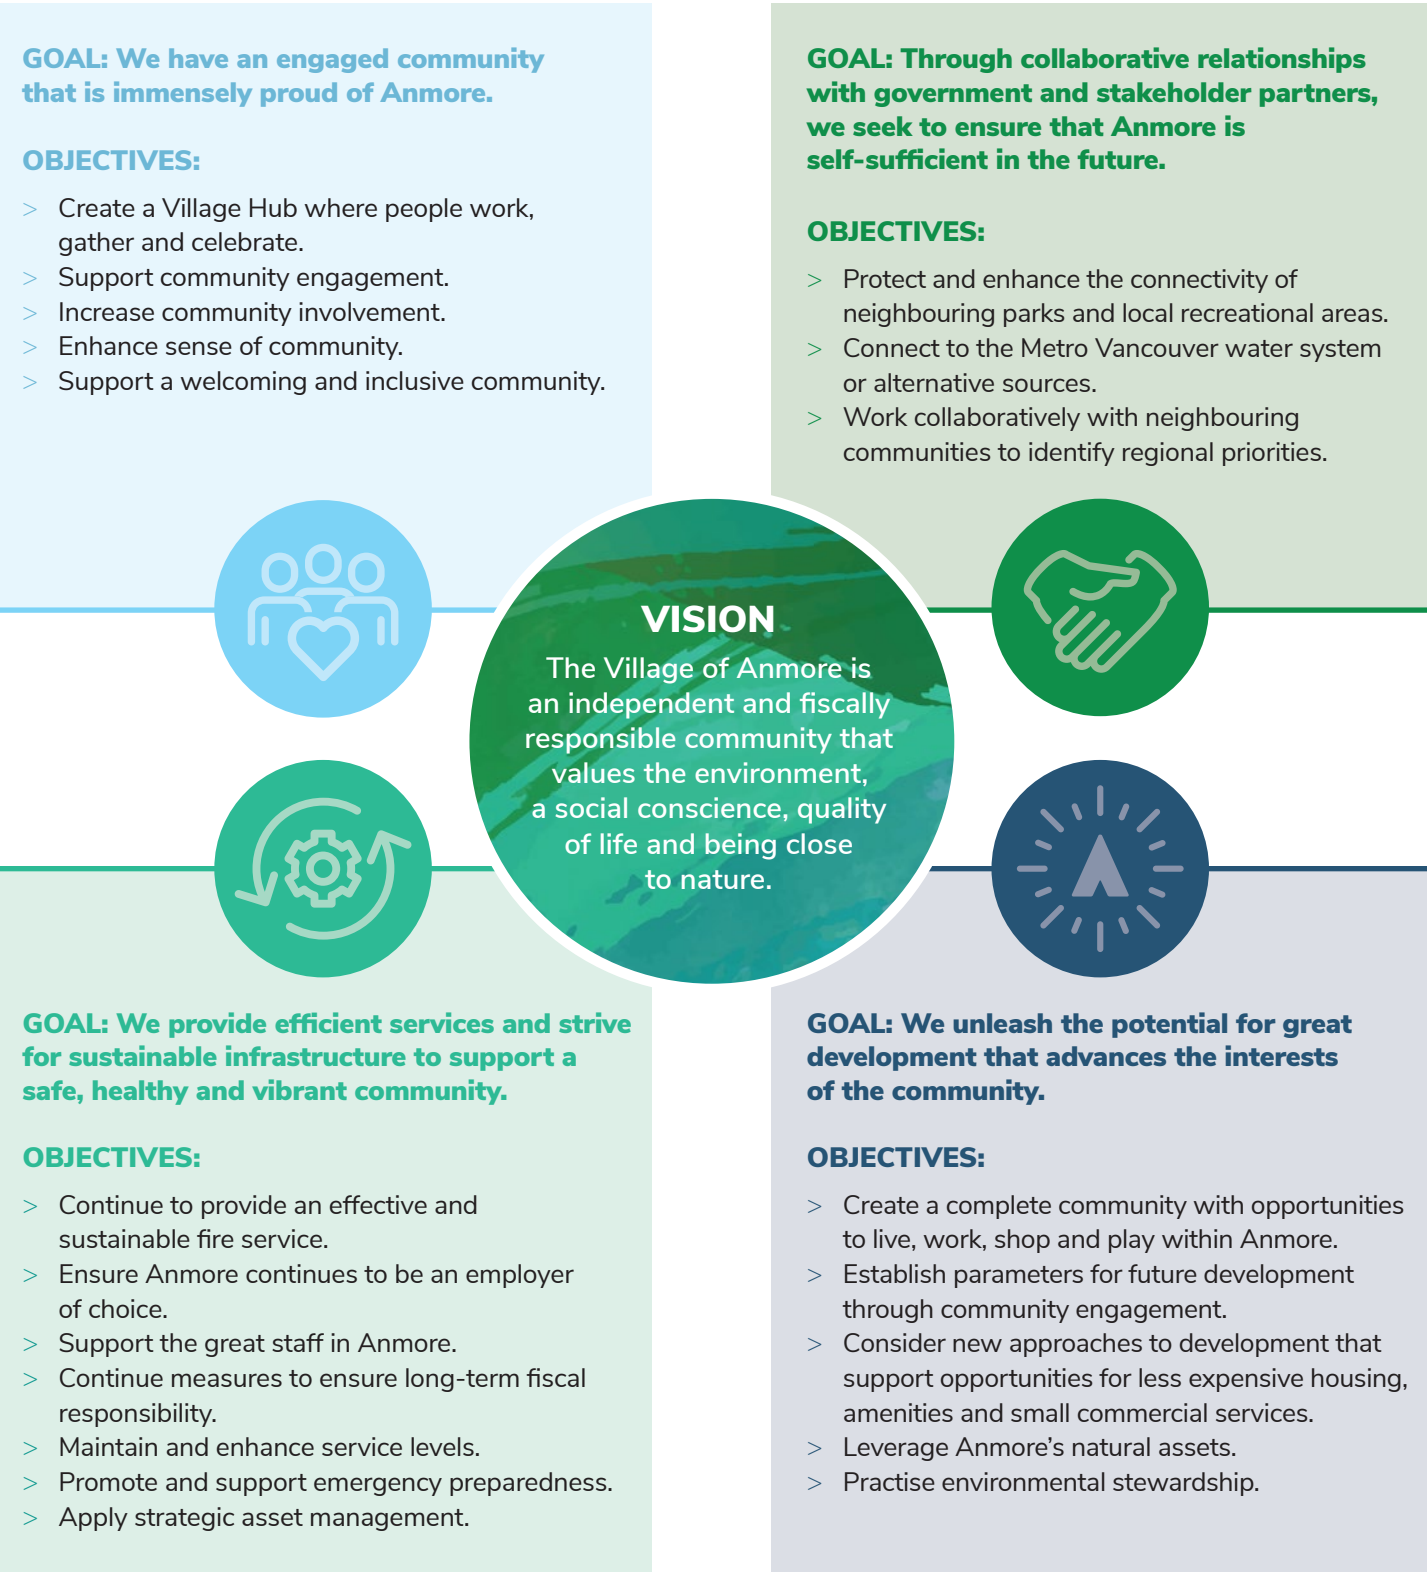 GOAL: We have an engaged community
that is immensely proud of Anmore.
OBJECTIVES:
> Create a Village Hub where people work,
gather and celebrate.
> Support community engagement.
> Increase community involvement.
> Enhance sense of community.
> Support a welcoming and inclusive community.
GOAL: Through collaborative relationships
with government and stakeholder partners,
we seek to ensure that Anmore is
self-sufficient in the future.
OBJECTIVES:
> Protect and enhance the connectivity of
neighbouring parks and local recreational areas.
> Connect to the Metro Vancouver water system
or alternative sources.
> Work collaboratively with neighbouring
communities to identify regional priorities.
VISION
The Village of Anmore is
an independent and fiscally
responsible community that
values the environment,
a social conscience, quality
of life and being close
to nature.
GOAL: We provide efficient services and strive
for sustainable infrastructure to support a
safe, healthy and vibrant community.
OBJECTIVES:
> Continue to provide an effective and
sustainable fire service.
> Ensure Anmore continues to be an employer
of choice.
> Support the great staff in Anmore.
> Continue measures to ensure long-term fiscal
responsibility.
> Maintain and enhance service levels.
> Promote and support emergency preparedness.
> Apply strategic asset management.
GOAL: We unleash the potential for great
development that advances the interests
of the community.
OBJECTIVES:
> Create a complete community with opportunities
to live, work, shop and play within Anmore.
> Establish parameters for future development
through community engagement.
> Consider new approaches to development that
support opportunities for less expensive housing,
amenities and small commercial services.
> Leverage Anmore’s natural assets.
> Practise environmental stewardship.